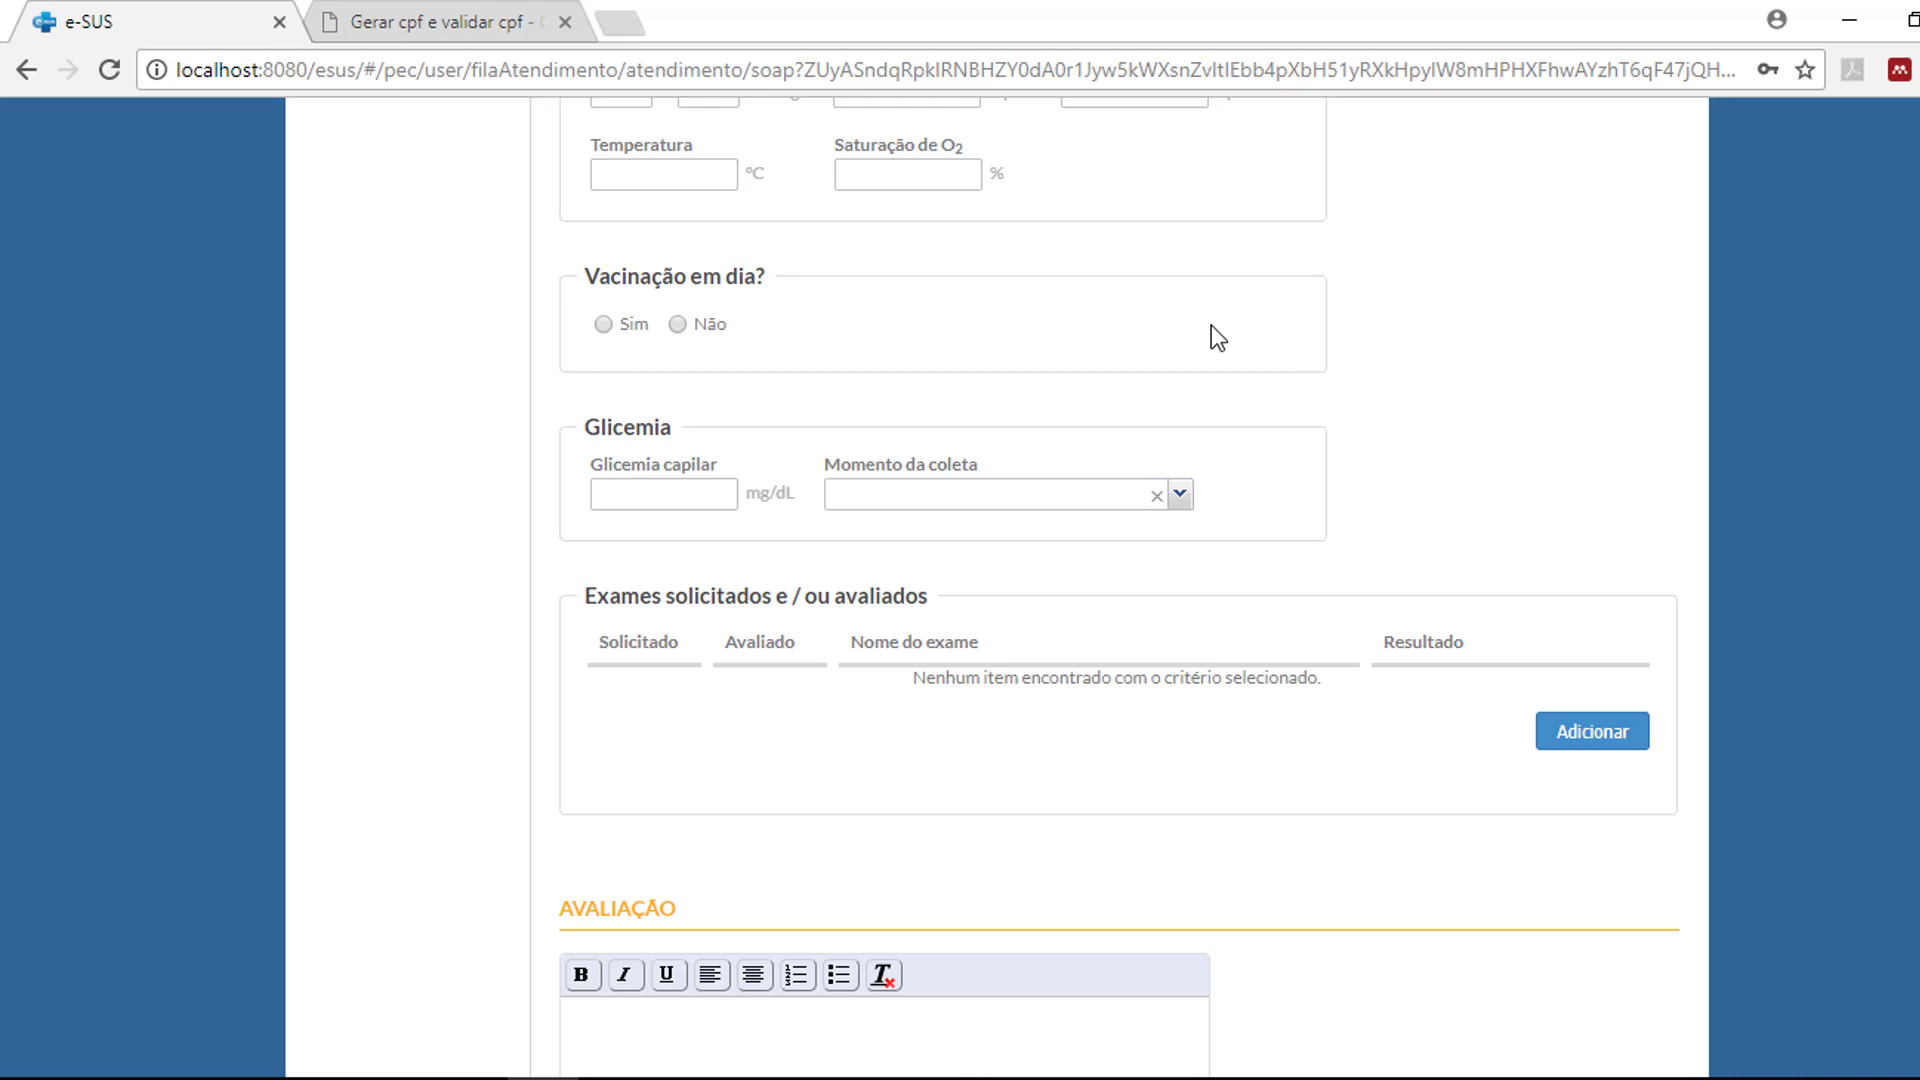 e-SUS
Gerar cpf e validar cpf -
localhost:8080/esus/#/pec/user/filaAtendimento/atendimento/soap?
Temperatura
Saturação de O2
°C
%
Vacinação em dia?
Sim
Não
Glicemia
Glicemia capilar
Momento da coleta
mg/dL
Exames solicitados e / ou avaliados
Solicitado
Avaliado
Nome do exame
Resultado
Nenhum item encontrado com o critério selecionado.
Adicionar
AVALIAÇÃO
B I U